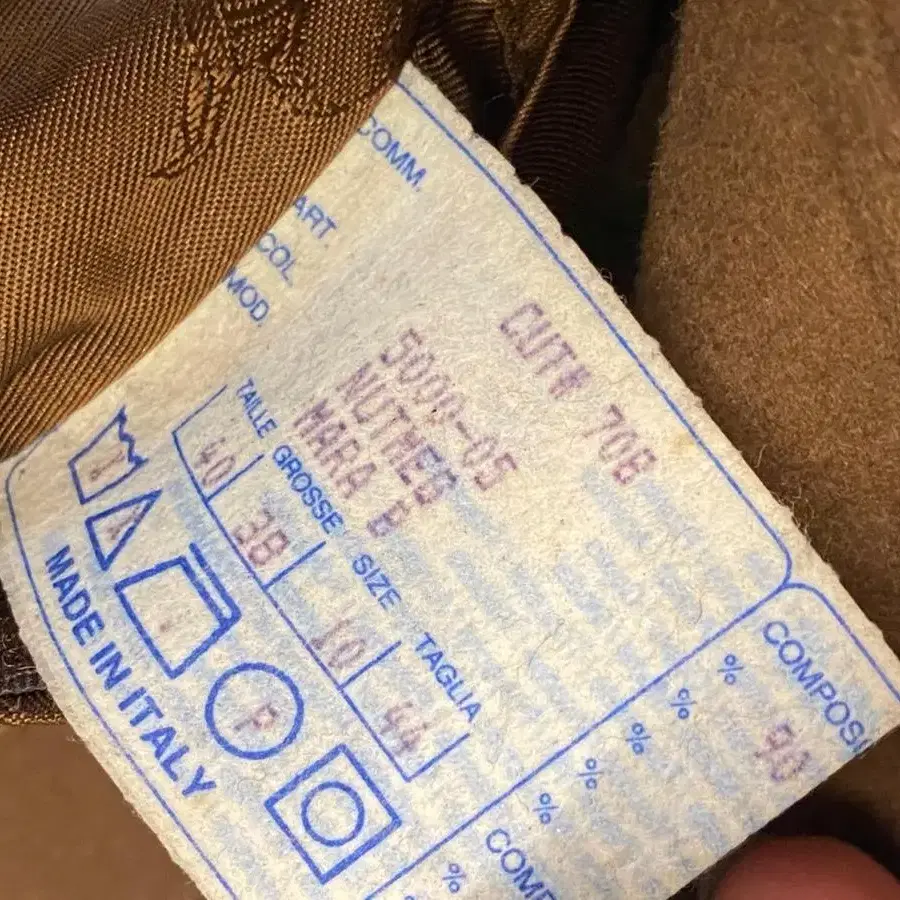 COMM.
CUT# 70B
ART.
5000-05
COL.
NUTMEG
MOD.
MARA B
TAILLE GROSSE SIZE TAGLIA
40 38 10 44
P
MADE IN ITALY
COMPOSI
% 90
%
%
%
%
COMP
%